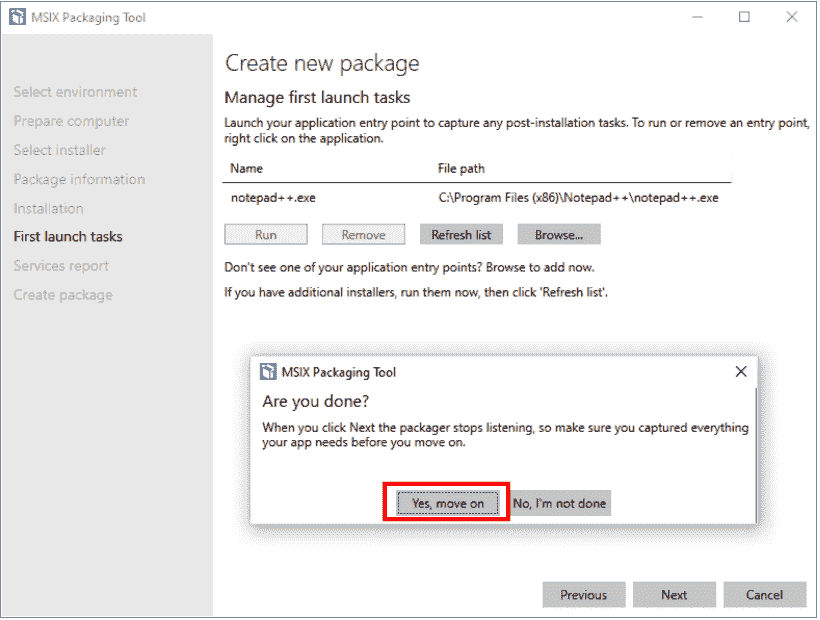 MSIX Packaging Tool
Select environment
Prepare computer
Select installer
Package information
Installation
First launch tasks
Services report
Create package
Create new package
Manage first launch tasks
Launch your application entry point to capture any post-installation tasks. To run or remove an entry point,
right click on the application.
Name File path
notepad++.exe C:\Program Files (x86)\Notepad++\notepad++.exe
Run Remove Refresh list Browse...
Don't see one of your application entry points? Browse to add now.
If you have additional installers, run them now, then click 'Refresh list'.
MSIX Packaging Tool
Are you done?
When you click Next the packager stops listening, so make sure you captured everything
your app needs before you move on.
Yes, move on No, I'm not done
Previous Next Cancel